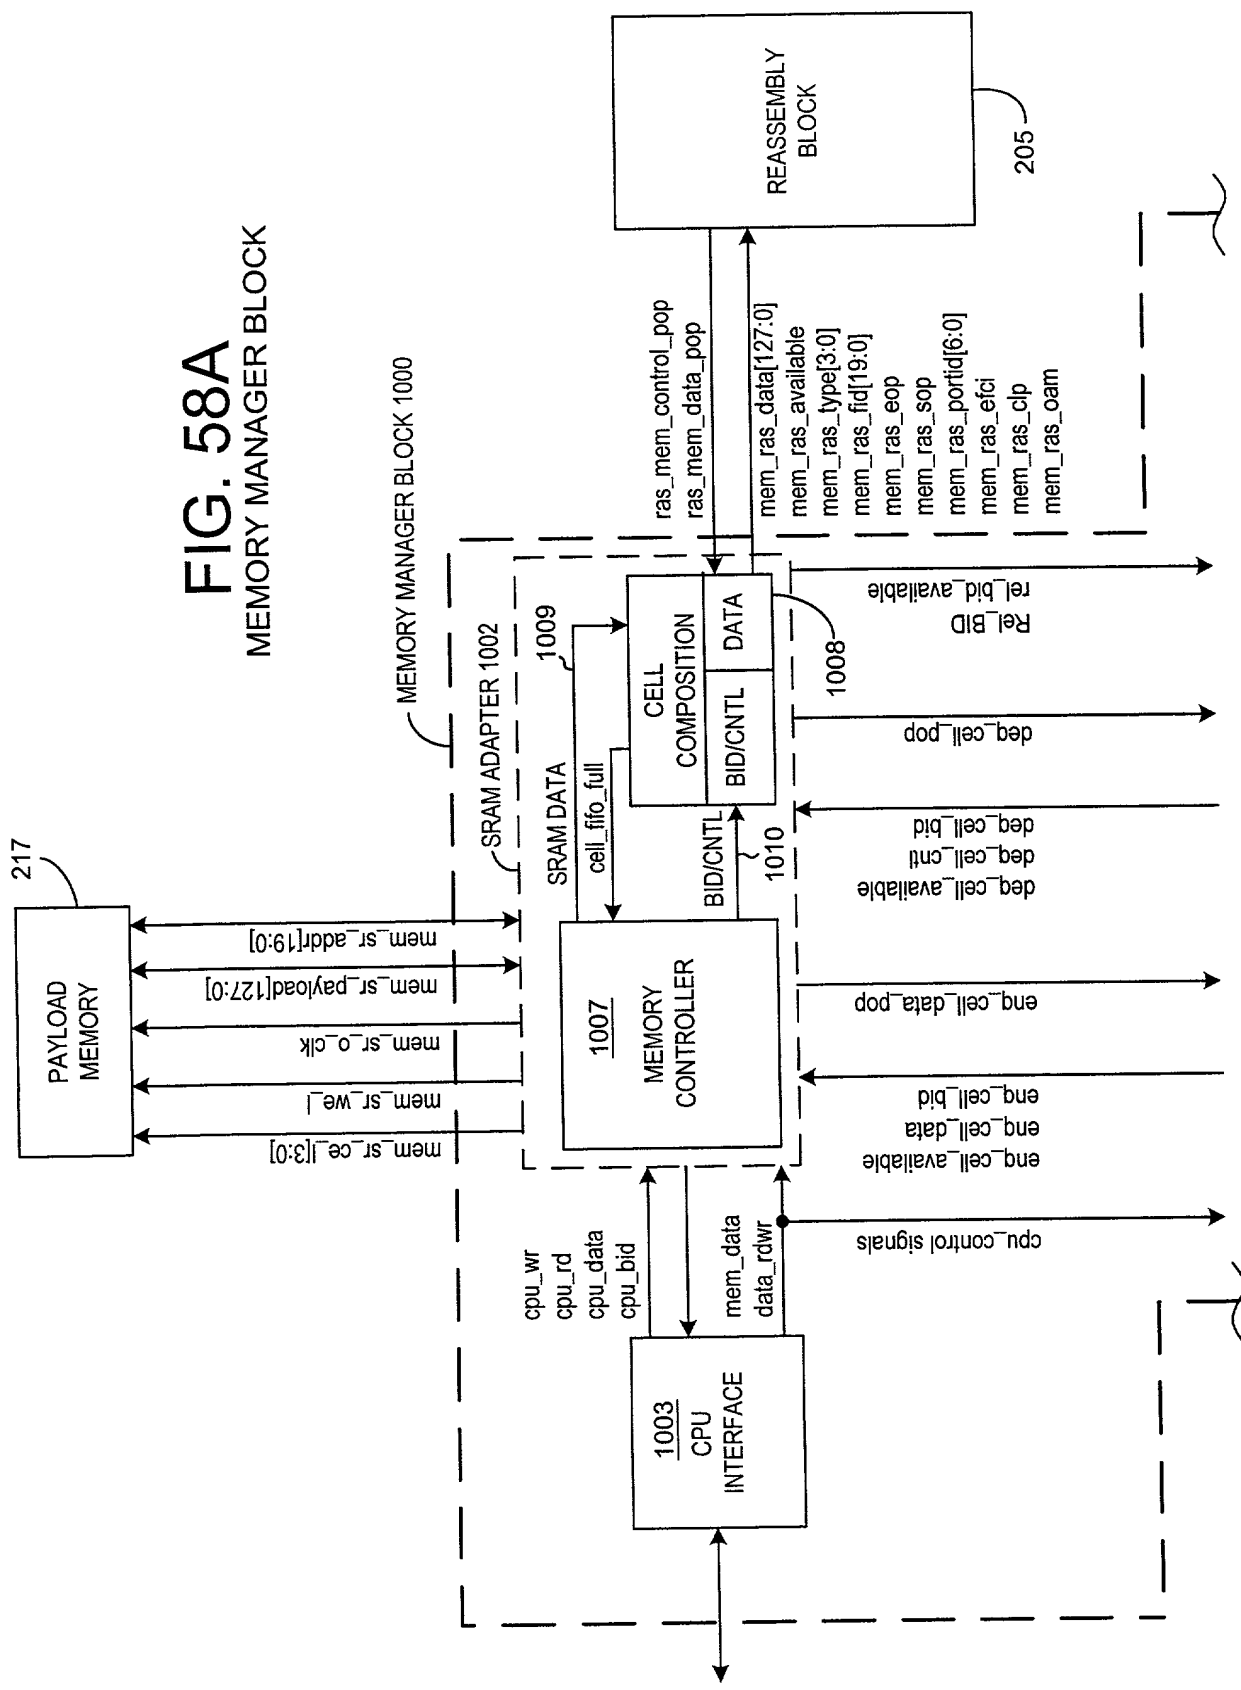 FIG. 58A
MEMORY MANAGER BLOCK
217
PAYLOAD
MEMORY
mem_sr_ce_l[3:0]
mem_sr_we_l
mem_sr_o_clk
mem_sr_payload[127:0]
mem_sr_addr[19:0]
MEMORY MANAGER BLOCK 1000
SRAM ADAPTER 1002
SRAM DATA
1009
cell_fifo_full
1007
MEMORY
CONTROLLER
BID/CNTL
1010
CELL
COMPOSITION
BID/CNTL
DATA
1008
ras_mem_control_pop
ras_mem_data_pop
mem_ras_data[127:0]
mem_ras_available
mem_ras_type[3:0]
mem_ras_fid[19:0]
mem_ras_eop
mem_ras_sop
mem_ras_portid[6:0]
mem_ras_efci
mem_ras_clp
mem_ras_oam
REASSEMBLY
BLOCK
205
cpu_wr
cpu_rd
cpu_data
cpu_bid
mem_data
data_rdwr
1003
CPU
INTERFACE
cpu_control signals
enq_cell_available
enq_cell_data
enq_cell_bid
enq_cell_data_pop
deq_cell_available
deq_cell_cntl
deq_cell_bid
deq_cell_pop
Rel_BID
rel_bid_available